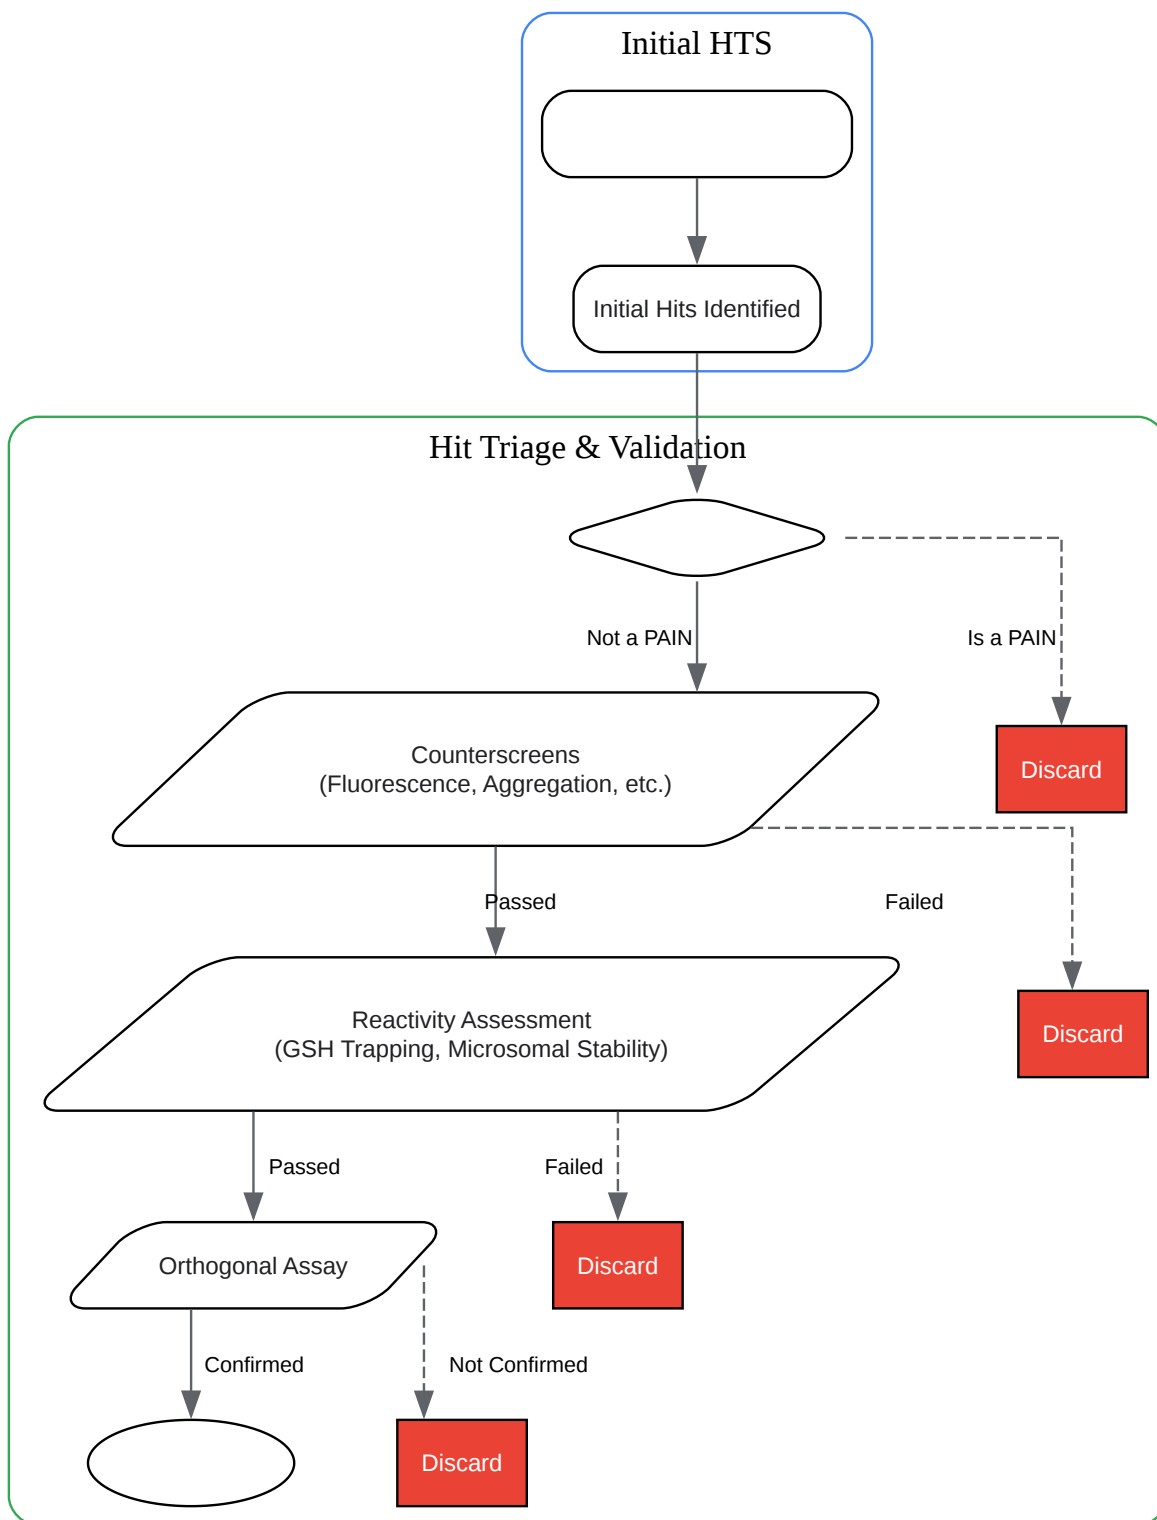 Initial HTS
Initial Hits Identified
Hit Triage & Validation
Not a PAIN
Is a PAIN
Counterscreens
(Fluorescence, Aggregation, etc.)
Discard
Passed
Failed
Reactivity Assessment
(GSH Trapping, Microsomal Stability)
Discard
Passed
Failed
Orthogonal Assay
Discard
Confirmed
Not Confirmed
Discard